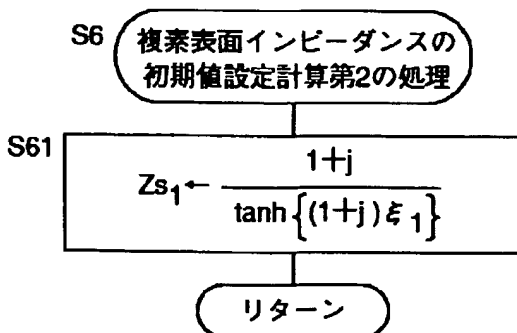 S6
複素表面インピーダンスの
初期値設定計算第2の処理
S61
Zs₁ ← 1+j / tanh{(1+j)ξ₁}
リターン